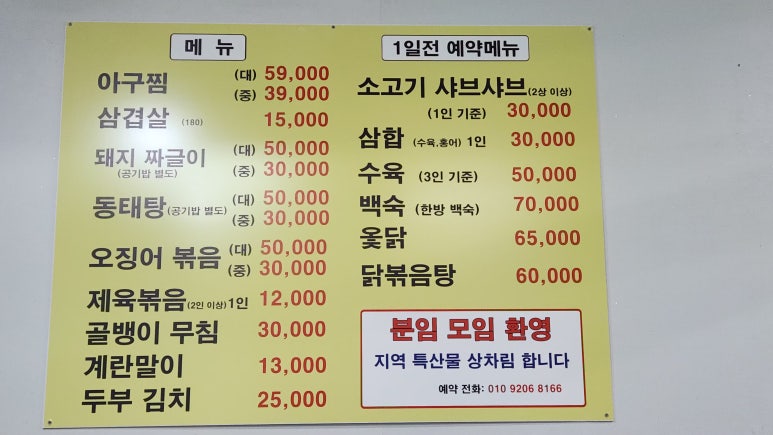 메 뉴
아구찜 (대) 59,000
(중) 39,000
삼겹살 (180) 15,000
돼지 짜글이 (대) 50,000
(공기밥 별도) (중) 30,000
동태탕(공기밥 별도) (대) 50,000
(중) 30,000
오징어 볶음 (대) 50,000
(중) 30,000
제육볶음(2인 이상)1인 12,000
골뱅이 무침 30,000
계란말이 13,000
두부 김치 25,000
1일전 예약메뉴
소고기 샤브샤브(2상 이상)
(1인 기준) 30,000
삼합 (수육,홍어) 1인 30,000
수육 (3인 기준) 50,000
백숙 (한방 백숙) 70,000
옻닭 65,000
닭볶음탕 60,000
분임 모임 환영
지역 특산물 상차림 합니다
예약 전화: 010 9206 8166